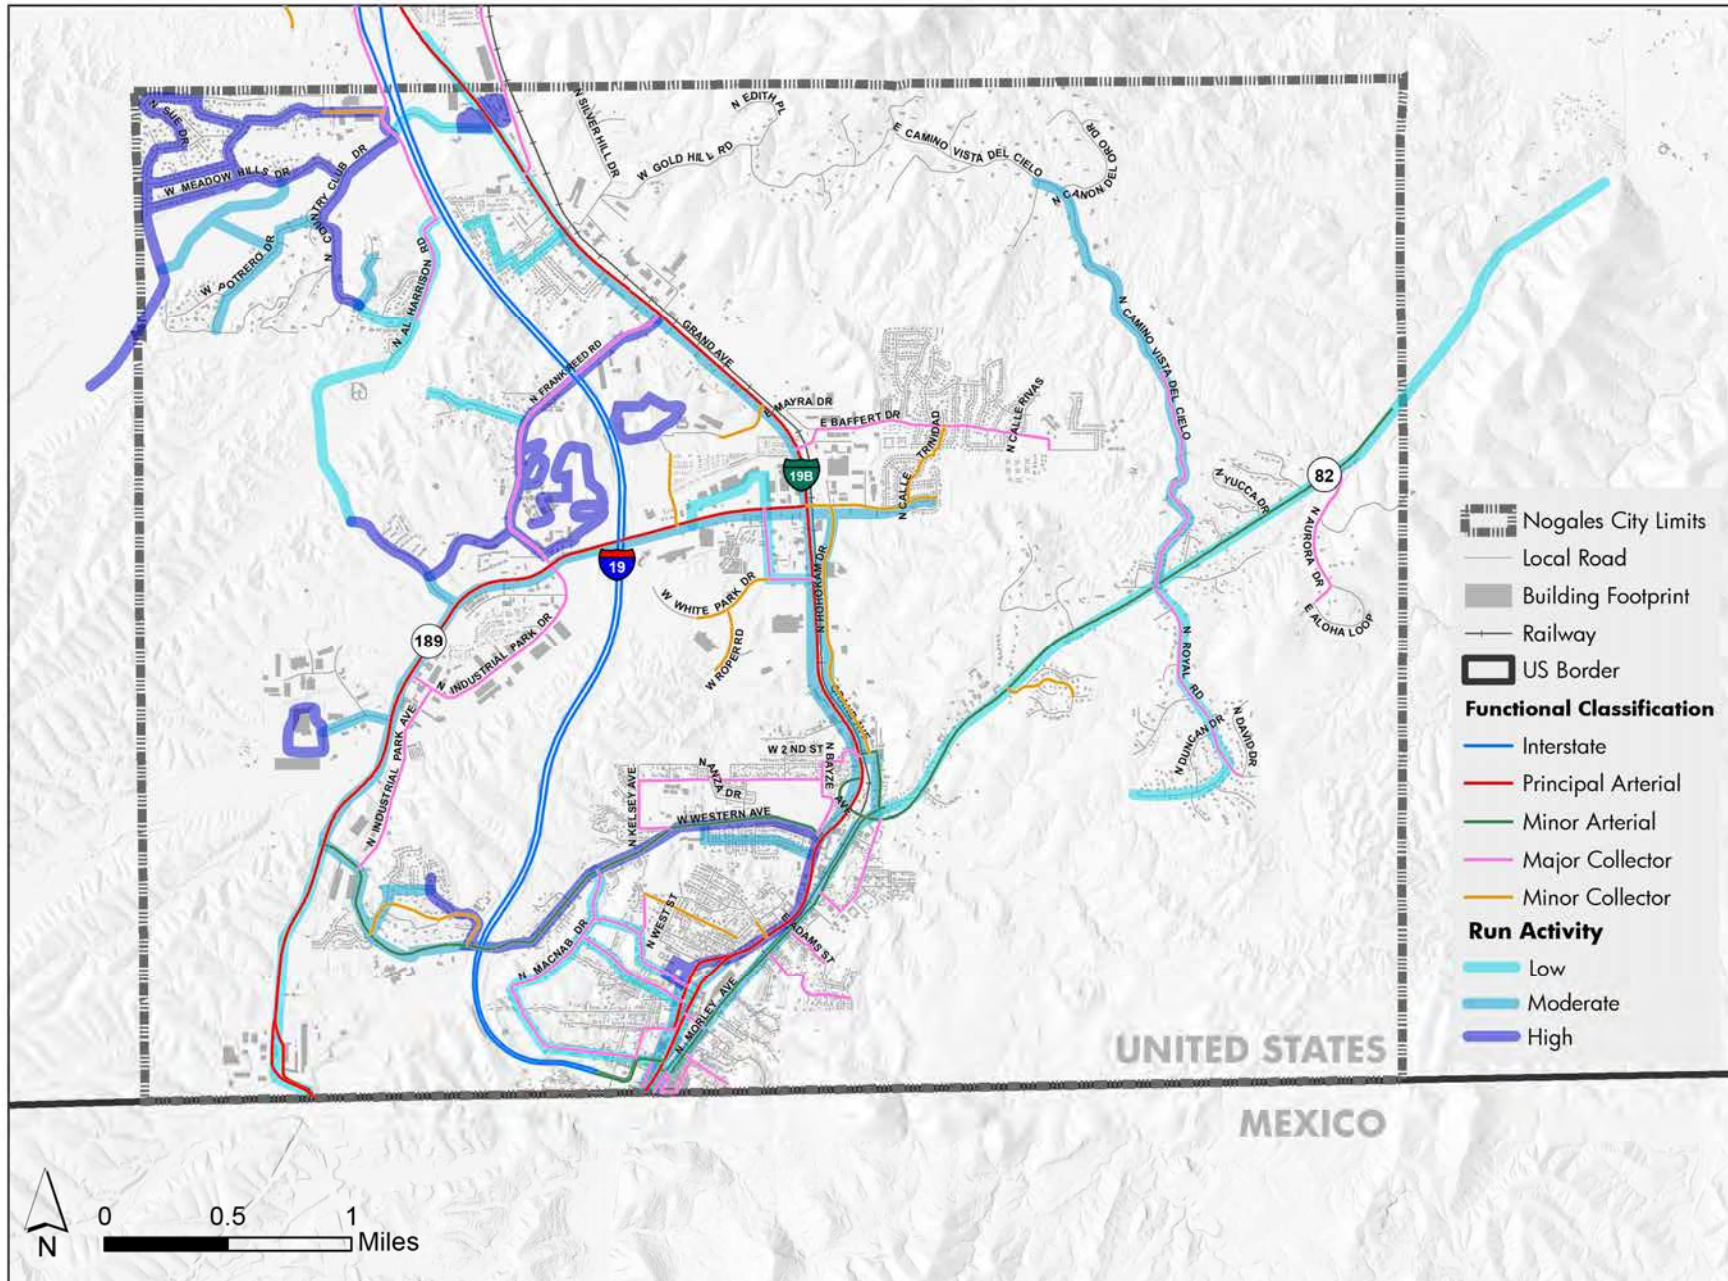 N SUE DR
W MEADOW HILLS DR
N COUNTRY CLUB DR
W POTRERO DR
N AL HARRISON RD
N SILVER HILL DR
W GOLD HILL RD
N EDITH PL
E CAMINO VISTA DEL CIELO
N CANON DEL ORO DR
N CAMINO VISTA DEL CIELO
GRAND AVE
N FRANK REED RD
E MAYRA DR
E BAFFERT DR
N CALLE TRINIDAD
N CALLE RIVAS
19B
82
N YUCCA DR
N AURORA DR
E ALOHA LOOP
19
W WHITE PARK DR
W ROPER RD
N HOHOKAM DR
GRAND AVE
189
N INDUSTRIAL PARK DR
N INDUSTRIAL PARK AVE
N ROYAL RD
N DUNCAN DR
N DAVID DR
W 2ND ST
N BAYZE AVE
N ANZA DR
N KELSEY AVE
W WESTERN AVE
N MACNAB DR
N WEST ST
E ADAMS ST
N MORLEY AVE
UNITED STATES
MEXICO
Nogales City Limits
Local Road
Building Footprint
Railway
US Border
Functional Classification
Interstate
Principal Arterial
Minor Arterial
Major Collector
Minor Collector
Run Activity
Low
Moderate
High
N
0 0.5 1
Miles